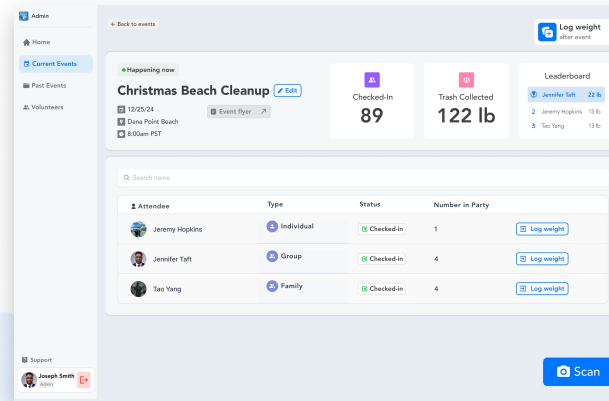 Admin
Home
Current Events
Past Events
Volunteers
Support
Joseph Smith
Admin
← Back to events
Log weight
after event
Happening now
Christmas Beach Cleanup
Edit
12/25/24
Dana Point Beach
8:00am PST
Event flyer
Checked-In
89
Trash Collected
122 lb
Leaderboard
Jennifer Taft 22 lb
2 Jeremy Hopkins 15 lb
3 Tao Yang 13 lb
Search name
Attendee Type Status Number in Party
Jeremy Hopkins Individual Checked-in 1 Log weight
Jennifer Taft Group Checked-in 4 Log weight
Tao Yang Family Checked-in 4 Log weight
Scan